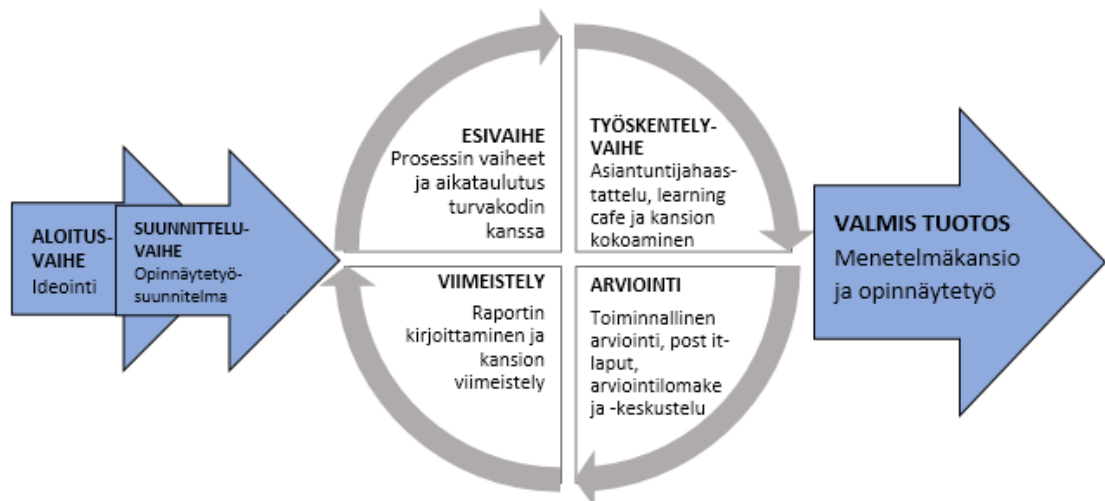 ALOITUS-
VAIHE
Ideointi
SUUNNITTELU-
VAIHE
Opinnäytetyö-
suunnitelma
ESIVAIHE
Prosessin vaiheet
ja aikataulutus
turvakodin
kanssa
TYÖSKENTELY-
VAIHE
Asiantuntijahaas-
tattelu, learning
cafe ja kansion
kokoaminen
VIIMEISTELY
Raportin
kirjoittaminen ja
kansion
viimeistely
ARVIOINTI
Toiminnallinen
arviointi, post it-
laput,
arviointilomake
ja -keskustelu
VALMIS TUOTOS
Menetelmäkansio
ja opinnäytetyö